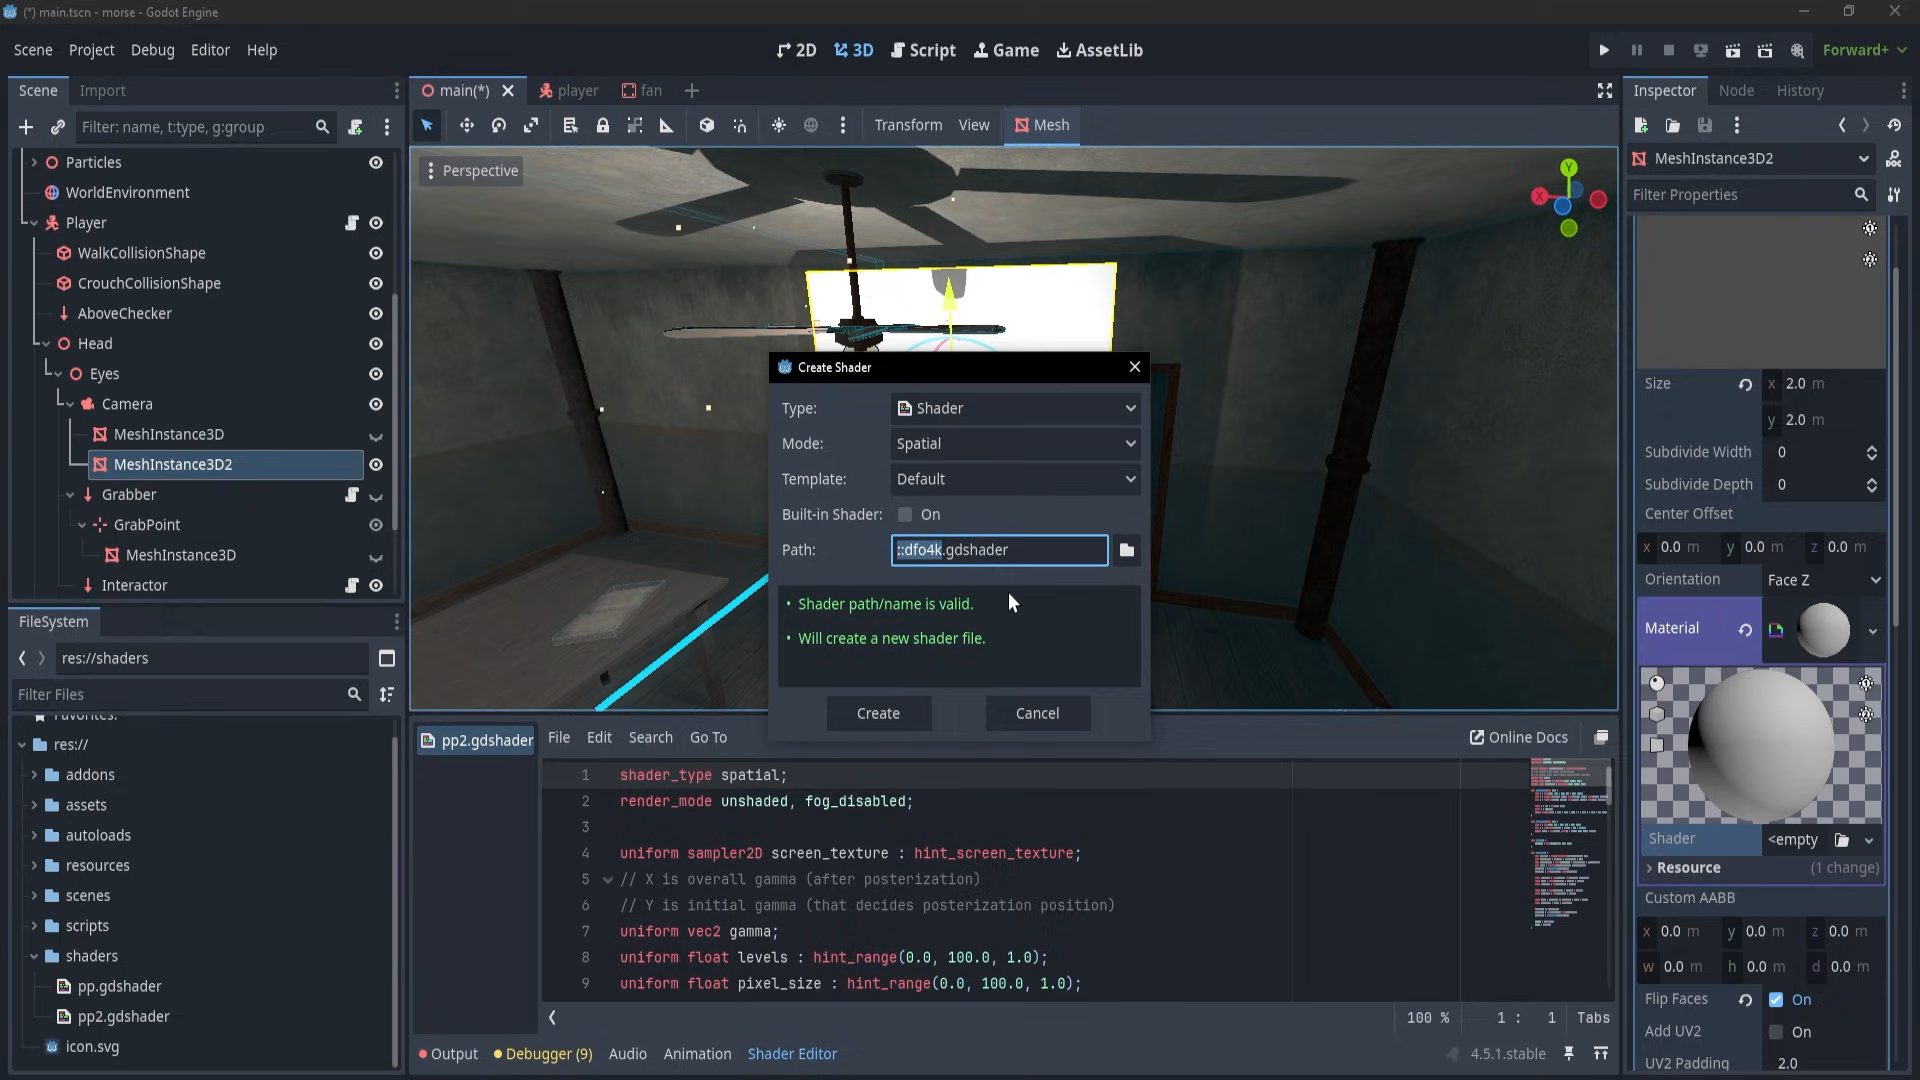 (*) main.tscn - morse - Godot Engine
Scene Project Debug Editor Help
2D 3D Script Game AssetLib
Forward+
Scene Import
main(*) player fan
Inspector Node History
Filter: name, t:type, g:group
Transform View Mesh
Particles
WorldEnvironment
Player
WalkCollisionShape
CrouchCollisionShape
AboveChecker
Head
Eyes
Camera
MeshInstance3D
MeshInstance3D2
Grabber
GrabPoint
MeshInstance3D
Interactor
Perspective
Y
X
Create Shader
Type: Shader
Mode: Spatial
Template: Default
Built-in Shader: On
Path: ::dfo4k.gdshader
• Shader path/name is valid.
• Will create a new shader file.
Create Cancel
MeshInstance3D2
Filter Properties
Size x 2.0 m
y 2.0 m
Subdivide Width 0
Subdivide Depth 0
Center Offset
x 0.0 m y 0.0 m z 0.0 m
Orientation Face Z
Material
Shader <empty
Resource (1 change)
Custom AABB
x 0.0 m y 0.0 m z 0.0 m
w 0.0 m h 0.0 m d 0.0 m
Flip Faces On
Add UV2 On
UV2 Padding 2.0
FileSystem
res://shaders
Filter Files
Favorites:
res://
addons
assets
autoloads
resources
scenes
scripts
shaders
pp.gdshader
pp2.gdshader
icon.svg
pp2.gdshader File Edit Search Go To Online Docs
1 shader_type spatial;
2 render_mode unshaded, fog_disabled;
3
4 uniform sampler2D screen_texture : hint_screen_texture;
5 // X is overall gamma (after posterization)
6 // Y is initial gamma (that decides posterization position)
7 uniform vec2 gamma;
8 uniform float levels : hint_range(0.0, 100.0, 1.0);
9 uniform float pixel_size : hint_range(0.0, 100.0, 1.0);
100 % 1 : 1 Tabs
Output Debugger (9) Audio Animation Shader Editor 4.5.1.stable